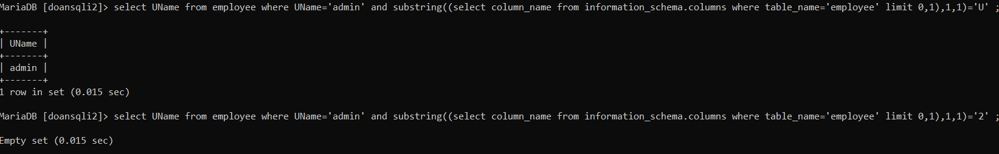 MariaDB [doansqli2]> select UName from employee where UName='admin' and substring((select column_name from information_schema.columns where table_name='employee' limit 0,1),1,1)='U' ;
+-------+
| UName |
+-------+
| admin |
+-------+
1 row in set (0.015 sec)
MariaDB [doansqli2]> select UName from employee where UName='admin' and substring((select column_name from information_schema.columns where table_name='employee' limit 0,1),1,1)='2' ;
Empty set (0.015 sec)